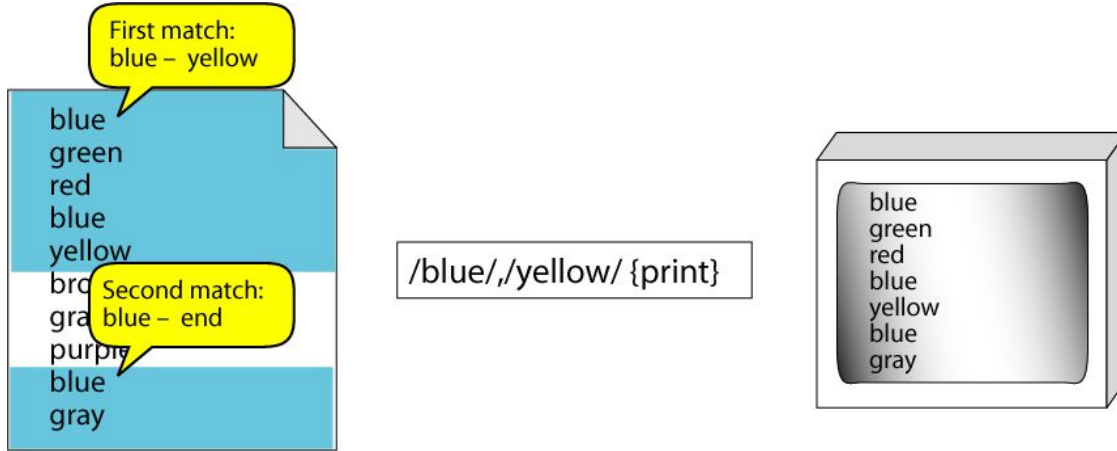 First match:
blue – yellow
blue
green
red
blue
yellow
Second match:
blue – end
purple
blue
gray
/blue/,/yellow/ {print}
blue
green
red
blue
yellow
blue
gray